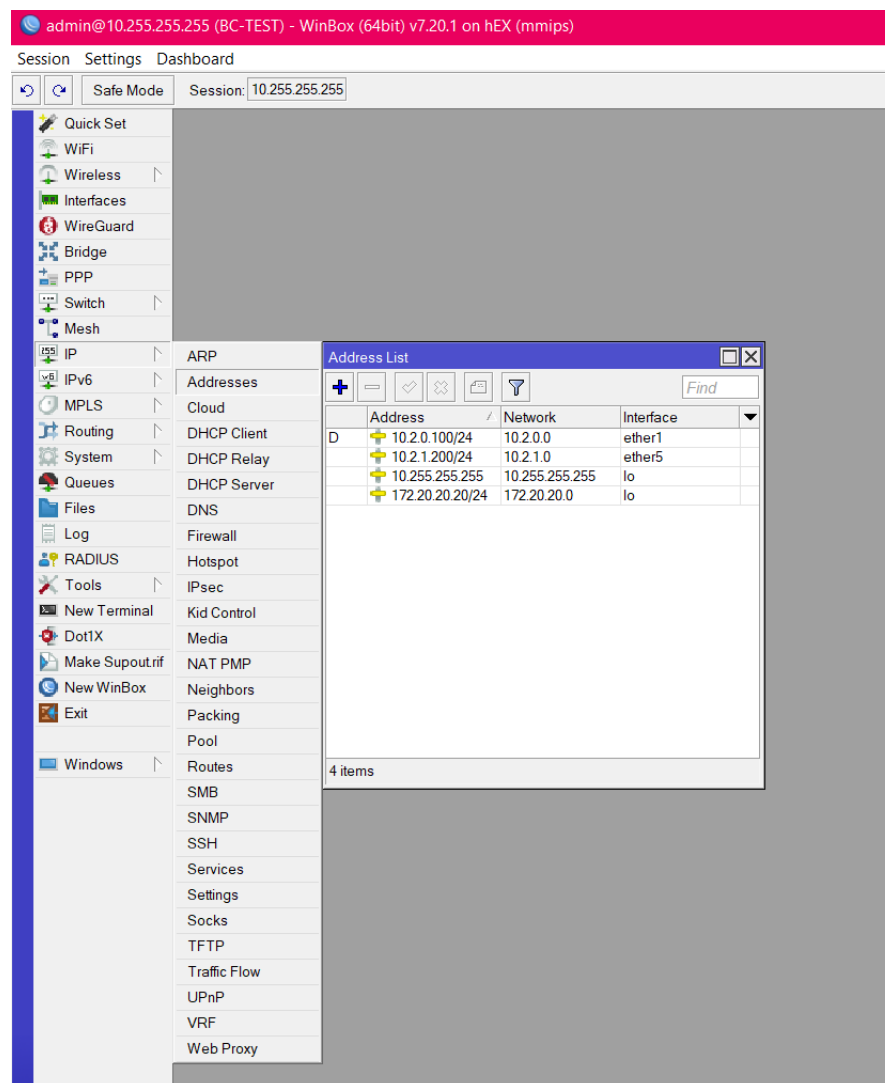 admin@10.255.255.255 (BC-TEST) - WinBox (64bit) v7.20.1 on hEX (mmips)
Session Settings Dashboard
Safe Mode Session: 10.255.255.255
Quick Set
WiFi
Wireless
Interfaces
WireGuard
Bridge
PPP
Switch
Mesh
IP
IPv6
MPLS
Routing
System
Queues
Files
Log
RADIUS
Tools
New Terminal
Dot1X
Make Supout.rif
New WinBox
Exit
Windows
ARP
Addresses
Cloud
DHCP Client
DHCP Relay
DHCP Server
DNS
Firewall
Hotspot
IPsec
Kid Control
Media
NAT PMP
Neighbors
Packing
Pool
Routes
SMB
SNMP
SSH
Services
Settings
Socks
TFTP
Traffic Flow
UPnP
VRF
Web Proxy
Address List
Find
Address Network Interface
D 10.2.0.100/24 10.2.0.0 ether1
10.2.1.200/24 10.2.1.0 ether5
10.255.255.255 10.255.255.255 lo
172.20.20.20/24 172.20.20.0 lo
4 items